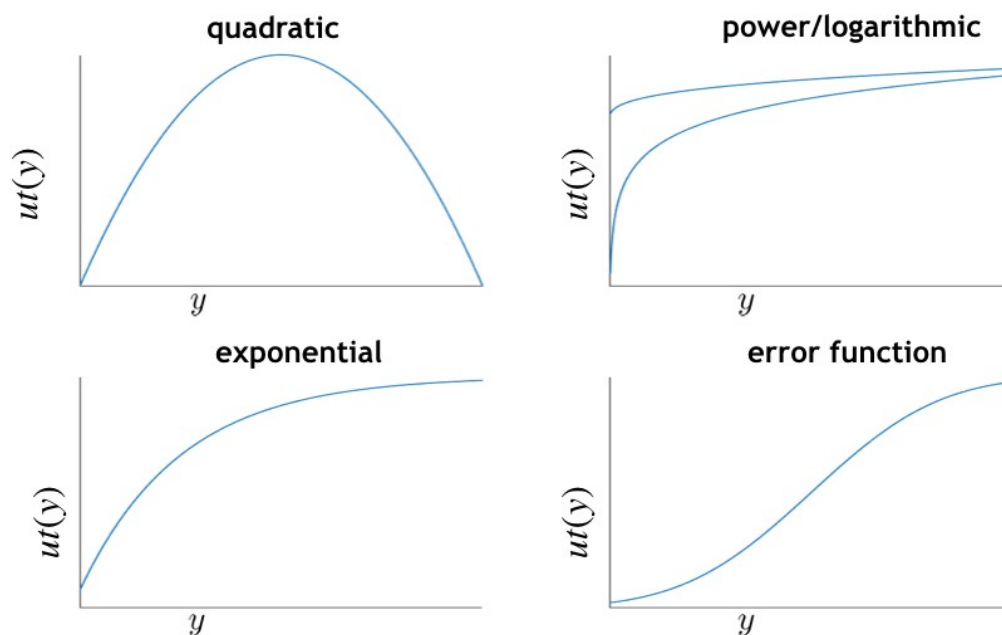 quadratic
power/logarithmic
ut(y)
ut(y)
y
y
exponential
error function
ut(y)
ut(y)
y
y